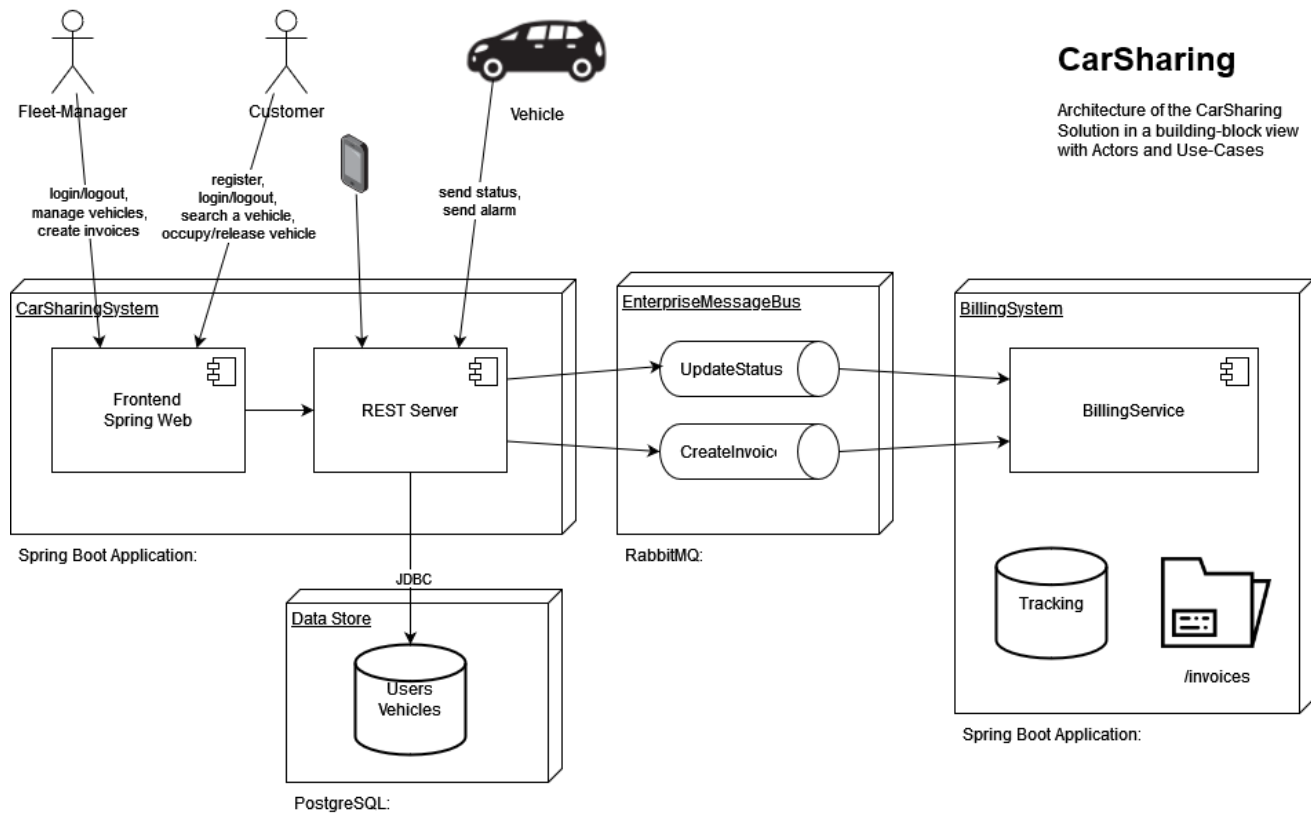 CarSharing
Architecture of the CarSharing
Solution in a building-block view
with Actors and Use-Cases
Fleet-Manager
Customer
Vehicle
login/logout,
manage vehicles,
create invoices
register,
login/logout,
search a vehicle,
occupy/release vehicle
send status,
send alarm
CarSharingSystem
Frontend
Spring Web
REST Server
Spring Boot Application:
EnterpriseMessageBus
UpdateStatus
CreateInvoic
RabbitMQ:
BillingSystem
BillingService
Tracking
/invoices
Spring Boot Application:
JDBC
Data Store
Users
Vehicles
PostgreSQL: